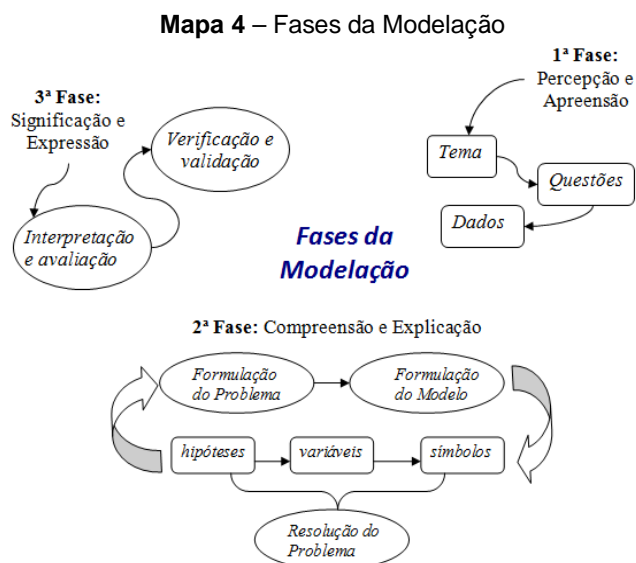 Mapa 4 – Fases da Modelação
1ª Fase:
Percepção e
Apreensão
Tema
Questões
Dados
3ª Fase:
Significação e
Expressão
Verificação e
validação
Interpretação
e avaliação
Fases da
Modelação
2ª Fase: Compreensão e Explicação
Formulação
do Problema
Formulação
do Modelo
hipóteses
variáveis
símbolos
Resolução do
Problema